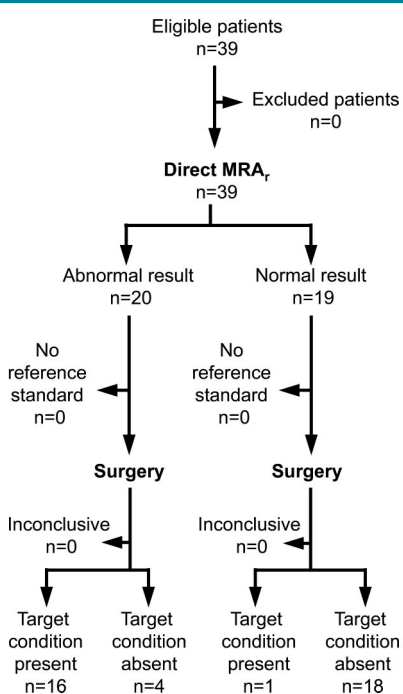 Eligible patients
n=39
Excluded patients
n=0
Direct MRAr
n=39
Abnormal result
n=20
Normal result
n=19
No
reference
standard
n=0
No
reference
standard
n=0
Surgery
Surgery
Inconclusive
n=0
Inconclusive
n=0
Target
condition
present
n=16
Target
condition
absent
n=4
Target
condition
present
n=1
Target
condition
absent
n=18